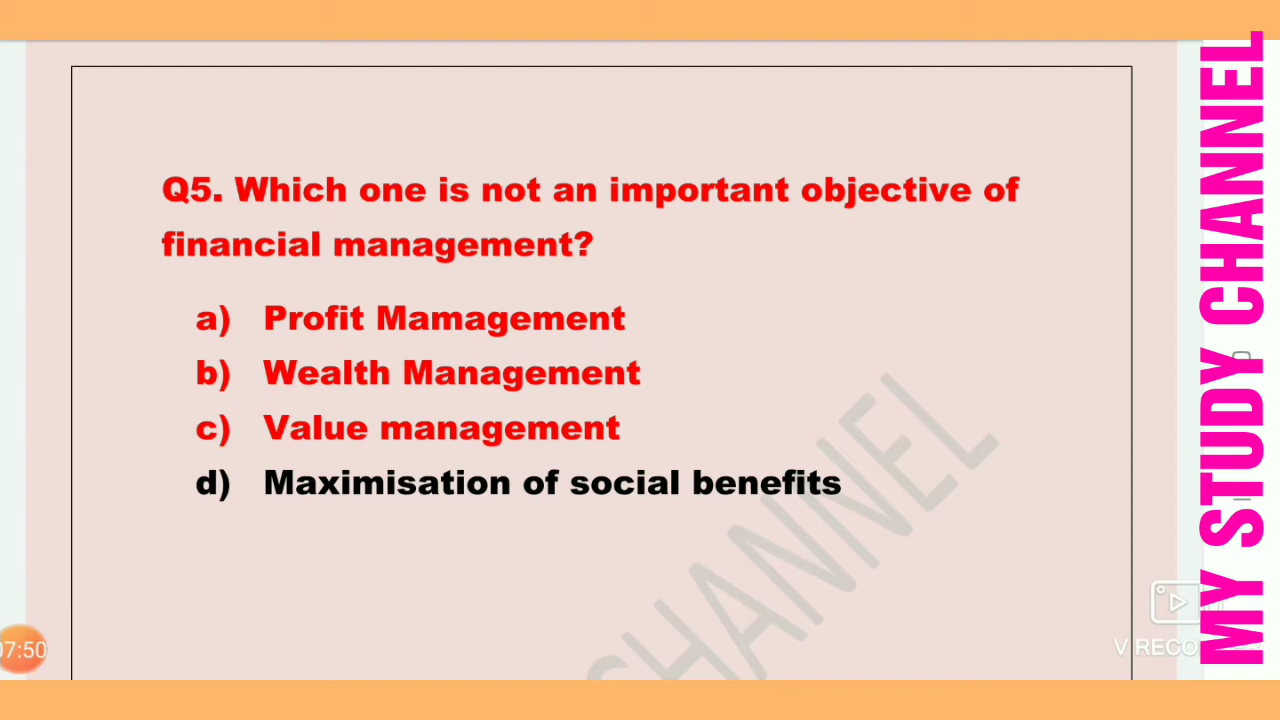 Q5. Which one is not an important objective of
financial management?
a) Profit Mamagement
b) Wealth Management
c) Value management
d) Maximisation of social benefits
CHANNEL
07:50
V RECO
MY STUDY CHANNEL